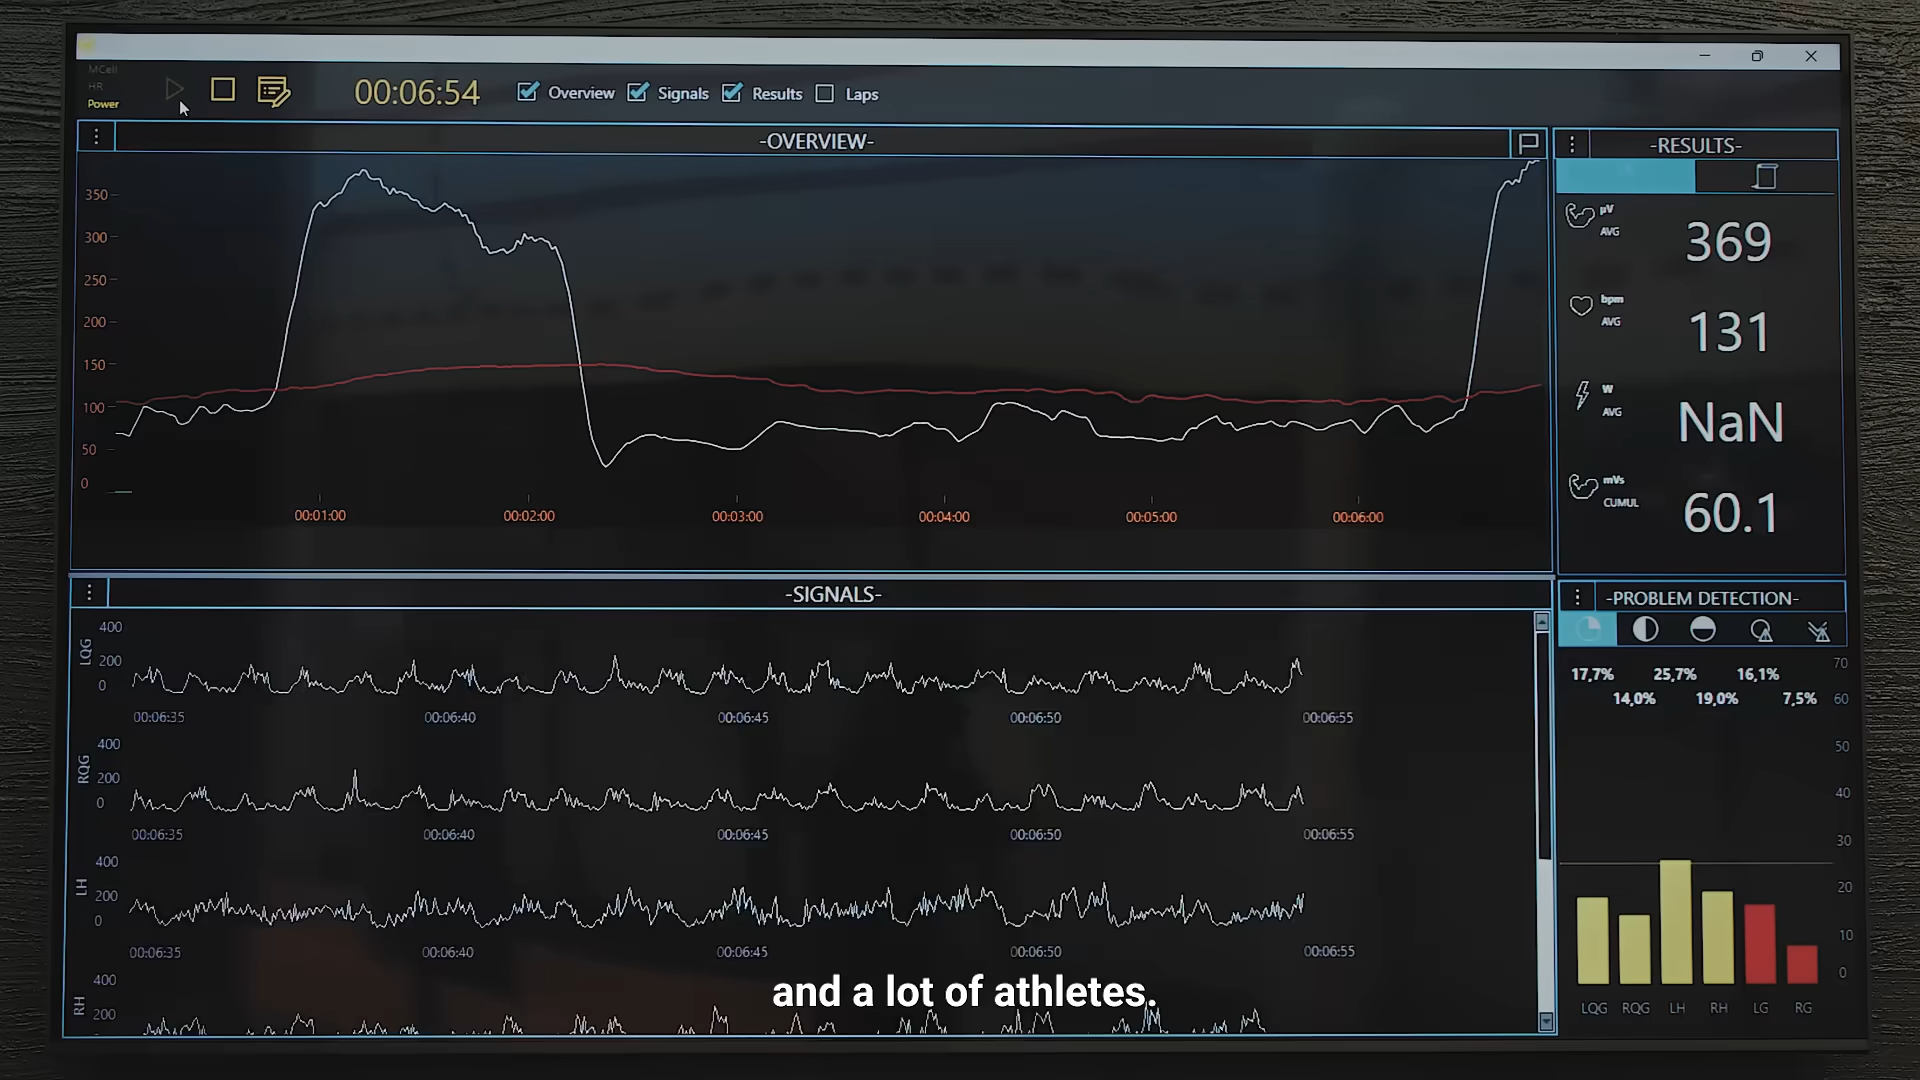 MCell
HR
Power
00:06:54
Overview
Signals
Results
Laps
-OVERVIEW-
350
300
250
200
150
100
50
0
00:01:00
00:02:00
00:03:00
00:04:00
00:05:00
00:06:00
-RESULTS-
µV
AVG
369
bpm
AVG
131
W
AVG
NaN
mVs
CUMUL
60.1
-SIGNALS-
LQG
400
200
0
00:06:35
00:06:40
00:06:45
00:06:50
00:06:55
RQG
400
200
0
00:06:35
00:06:40
00:06:45
00:06:50
00:06:55
LH
400
200
0
00:06:35
00:06:40
00:06:45
00:06:50
00:06:55
RH
400
200
-PROBLEM DETECTION-
17,7% 25,7% 16,1%
14,0% 19,0% 7,5%
70
60
50
40
30
20
10
0
LQG RQG LH RH LG RG
and a lot of athletes.